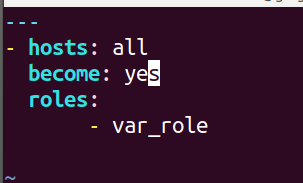 ---
- hosts: all
  become: yes
  roles:
        - var_role
~